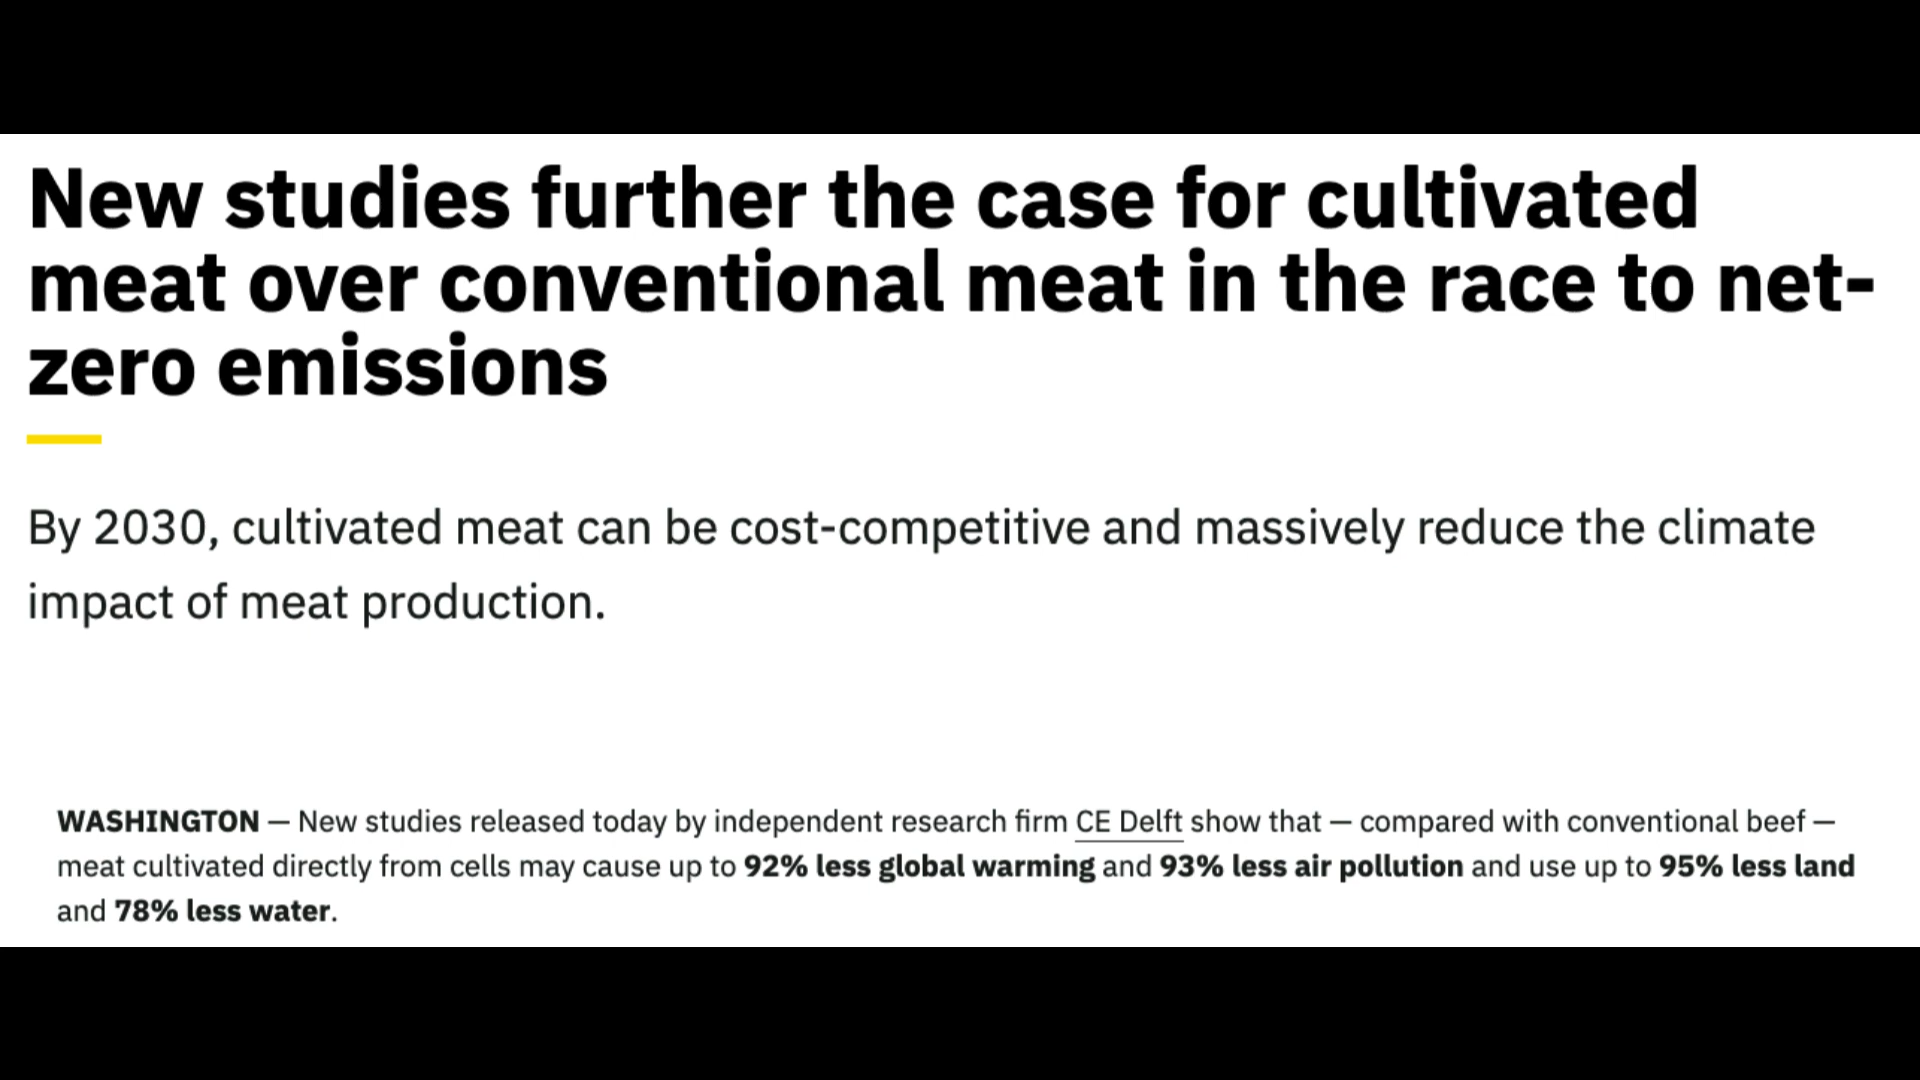 New studies further the case for cultivated
meat over conventional meat in the race to net-
zero emissions
By 2030, cultivated meat can be cost-competitive and massively reduce the climate
impact of meat production.
WASHINGTON — New studies released today by independent research firm CE Delft show that — compared with conventional beef —
meat cultivated directly from cells may cause up to 92% less global warming and 93% less air pollution and use up to 95% less land
and 78% less water.